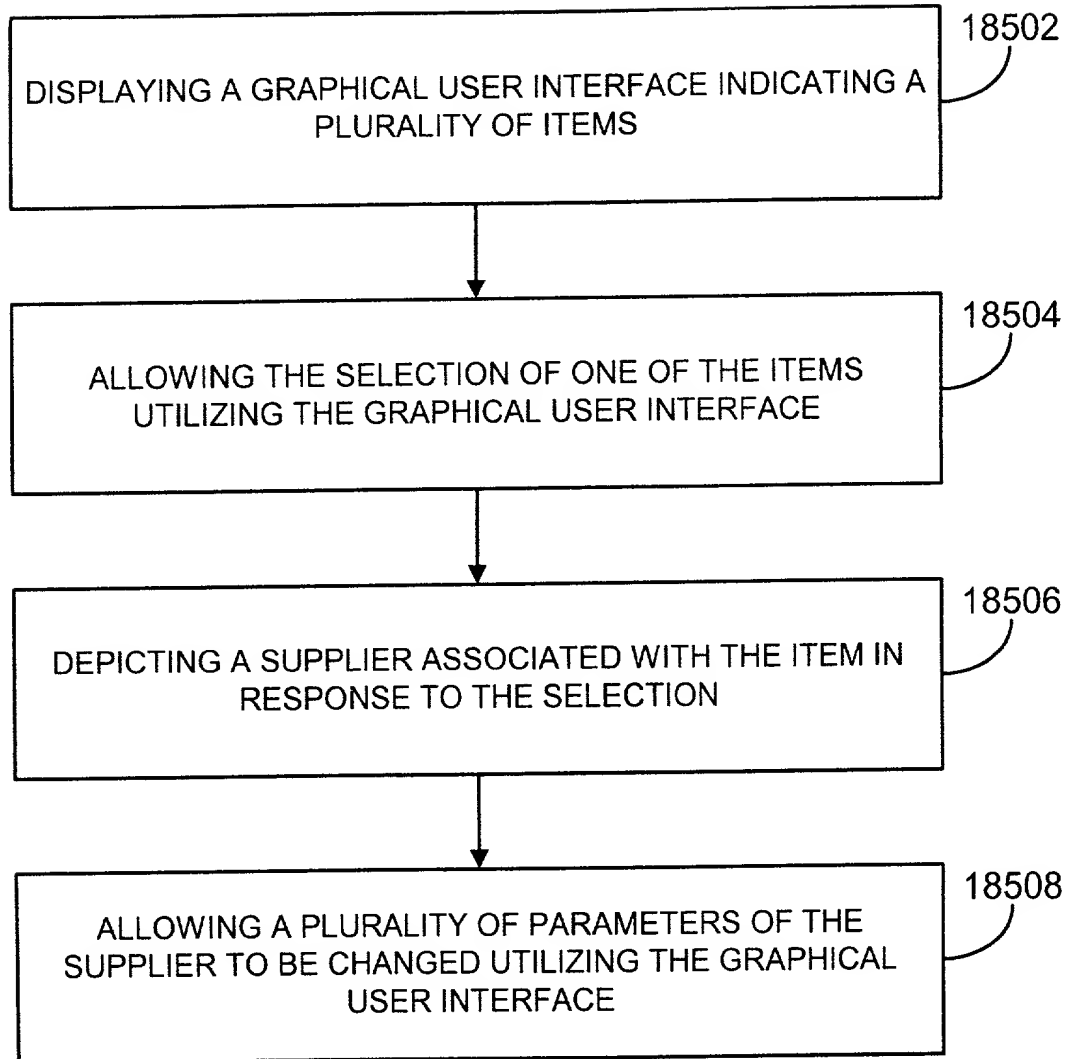 18502
DISPLAYING A GRAPHICAL USER INTERFACE INDICATING A
PLURALITY OF ITEMS
18504
ALLOWING THE SELECTION OF ONE OF THE ITEMS
UTILIZING THE GRAPHICAL USER INTERFACE
18506
DEPICTING A SUPPLIER ASSOCIATED WITH THE ITEM IN
RESPONSE TO THE SELECTION
18508
ALLOWING A PLURALITY OF PARAMETERS OF THE
SUPPLIER TO BE CHANGED UTILIZING THE GRAPHICAL
USER INTERFACE